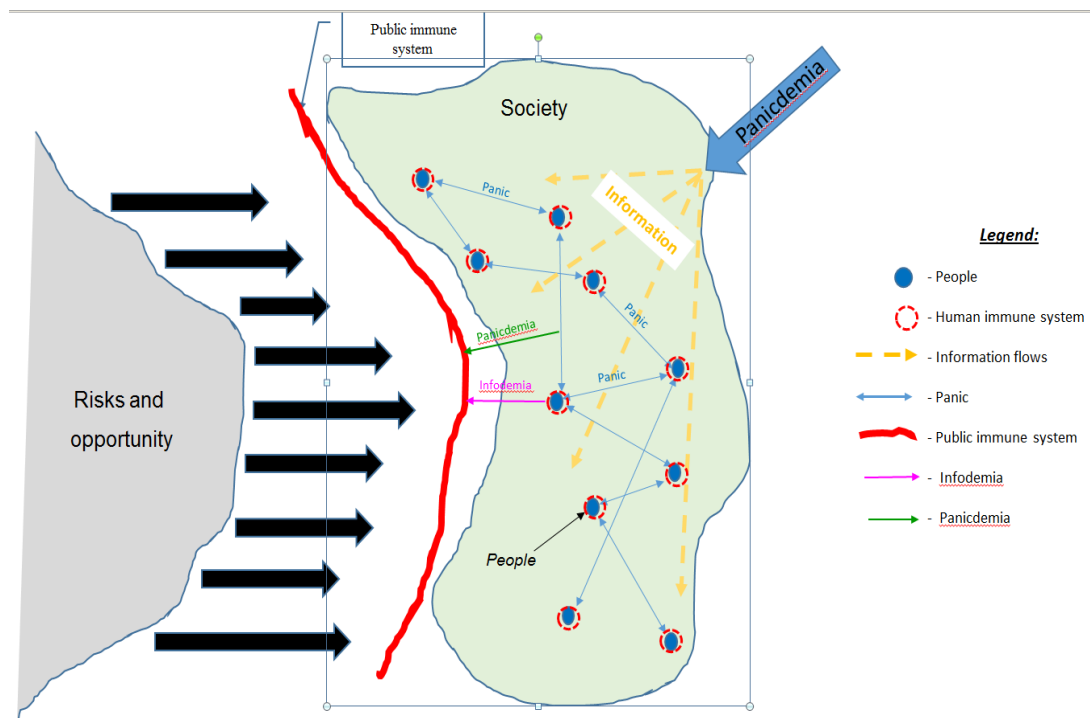 Public immune
system
Society
Panicdemia
Panic
Information
Panic
Panicdemia
Panic
Infodemia
Risks and
opportunity
People
Legend:
- People
- Human immune system
- Information flows
- Panic
- Public immune system
- Infodemia
- Panicdemia